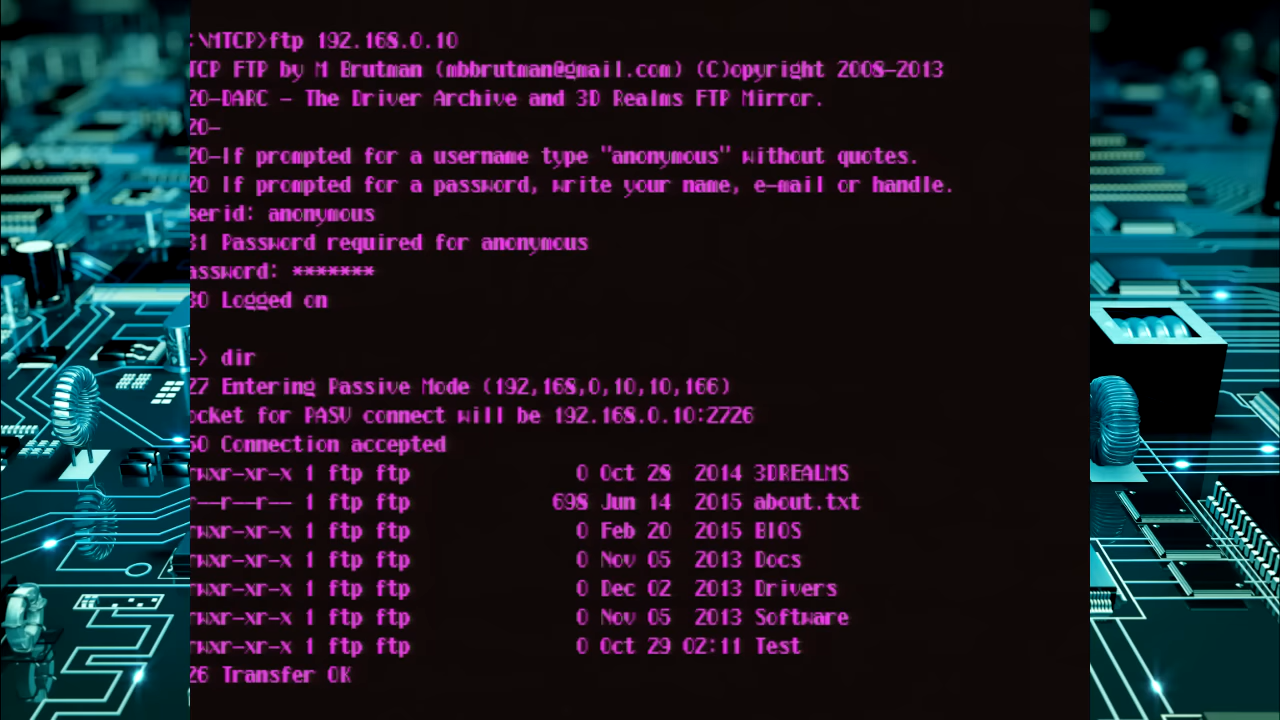 :\MTCP>ftp 192.168.0.10
TCP FTP by M Brutman (mbbrutman@gmail.com) (C)opyright 2008-2013
20-DARC - The Driver Archive and 3D Realms FTP Mirror.
20-
20-If prompted for a username type "anonymous" without quotes.
20 If prompted for a password, write your name, e-mail or handle.
serid: anonymous
31 Password required for anonymous
assword: *******
30 Logged on
-> dir
27 Entering Passive Mode (192,168,0,10,10,166)
ocket for PASV connect will be 192.168.0.10:2726
50 Connection accepted
rwxr-xr-x 1 ftp ftp 0 Oct 28 2014 3DREALMS
r--r--r-- 1 ftp ftp 698 Jun 14 2015 about.txt
rwxr-xr-x 1 ftp ftp 0 Feb 20 2015 BIOS
rwxr-xr-x 1 ftp ftp 0 Nov 05 2013 Docs
rwxr-xr-x 1 ftp ftp 0 Dec 02 2013 Drivers
rwxr-xr-x 1 ftp ftp 0 Nov 05 2013 Software
rwxr-xr-x 1 ftp ftp 0 Oct 29 02:11 Test
26 Transfer OK